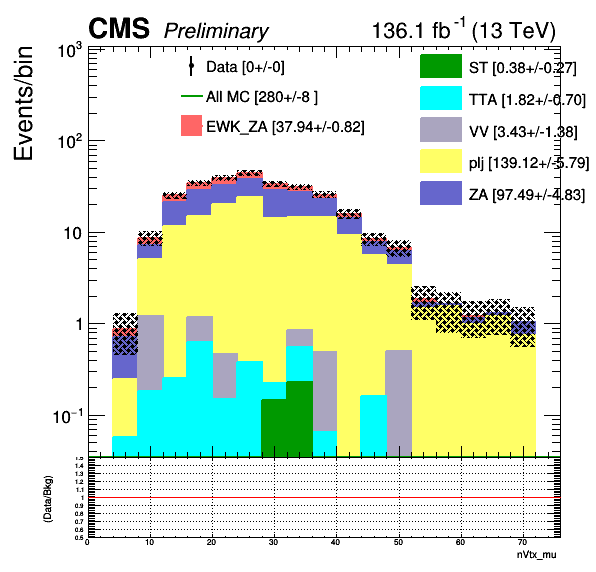 CMS Preliminary 136.1 fb⁻¹ (13 TeV)
Events/bin
10³
10²
10
1
10⁻¹
Data [0+/-0]
All MC [280+/-8 ]
EWK_ZA [37.94+/-0.82]
ST [0.38+/-0.27]
TTA [1.82+/-0.70]
VV [3.43+/-1.38]
plj [139.12+/-5.79]
ZA [97.49+/-4.83]
(Data/Bkg)
1.5
1.4
1.3
1.2
1.1
1
0.9
0.8
0.7
0.6
0.5
0 10 20 30 40 50 60 70
nVtx_mu